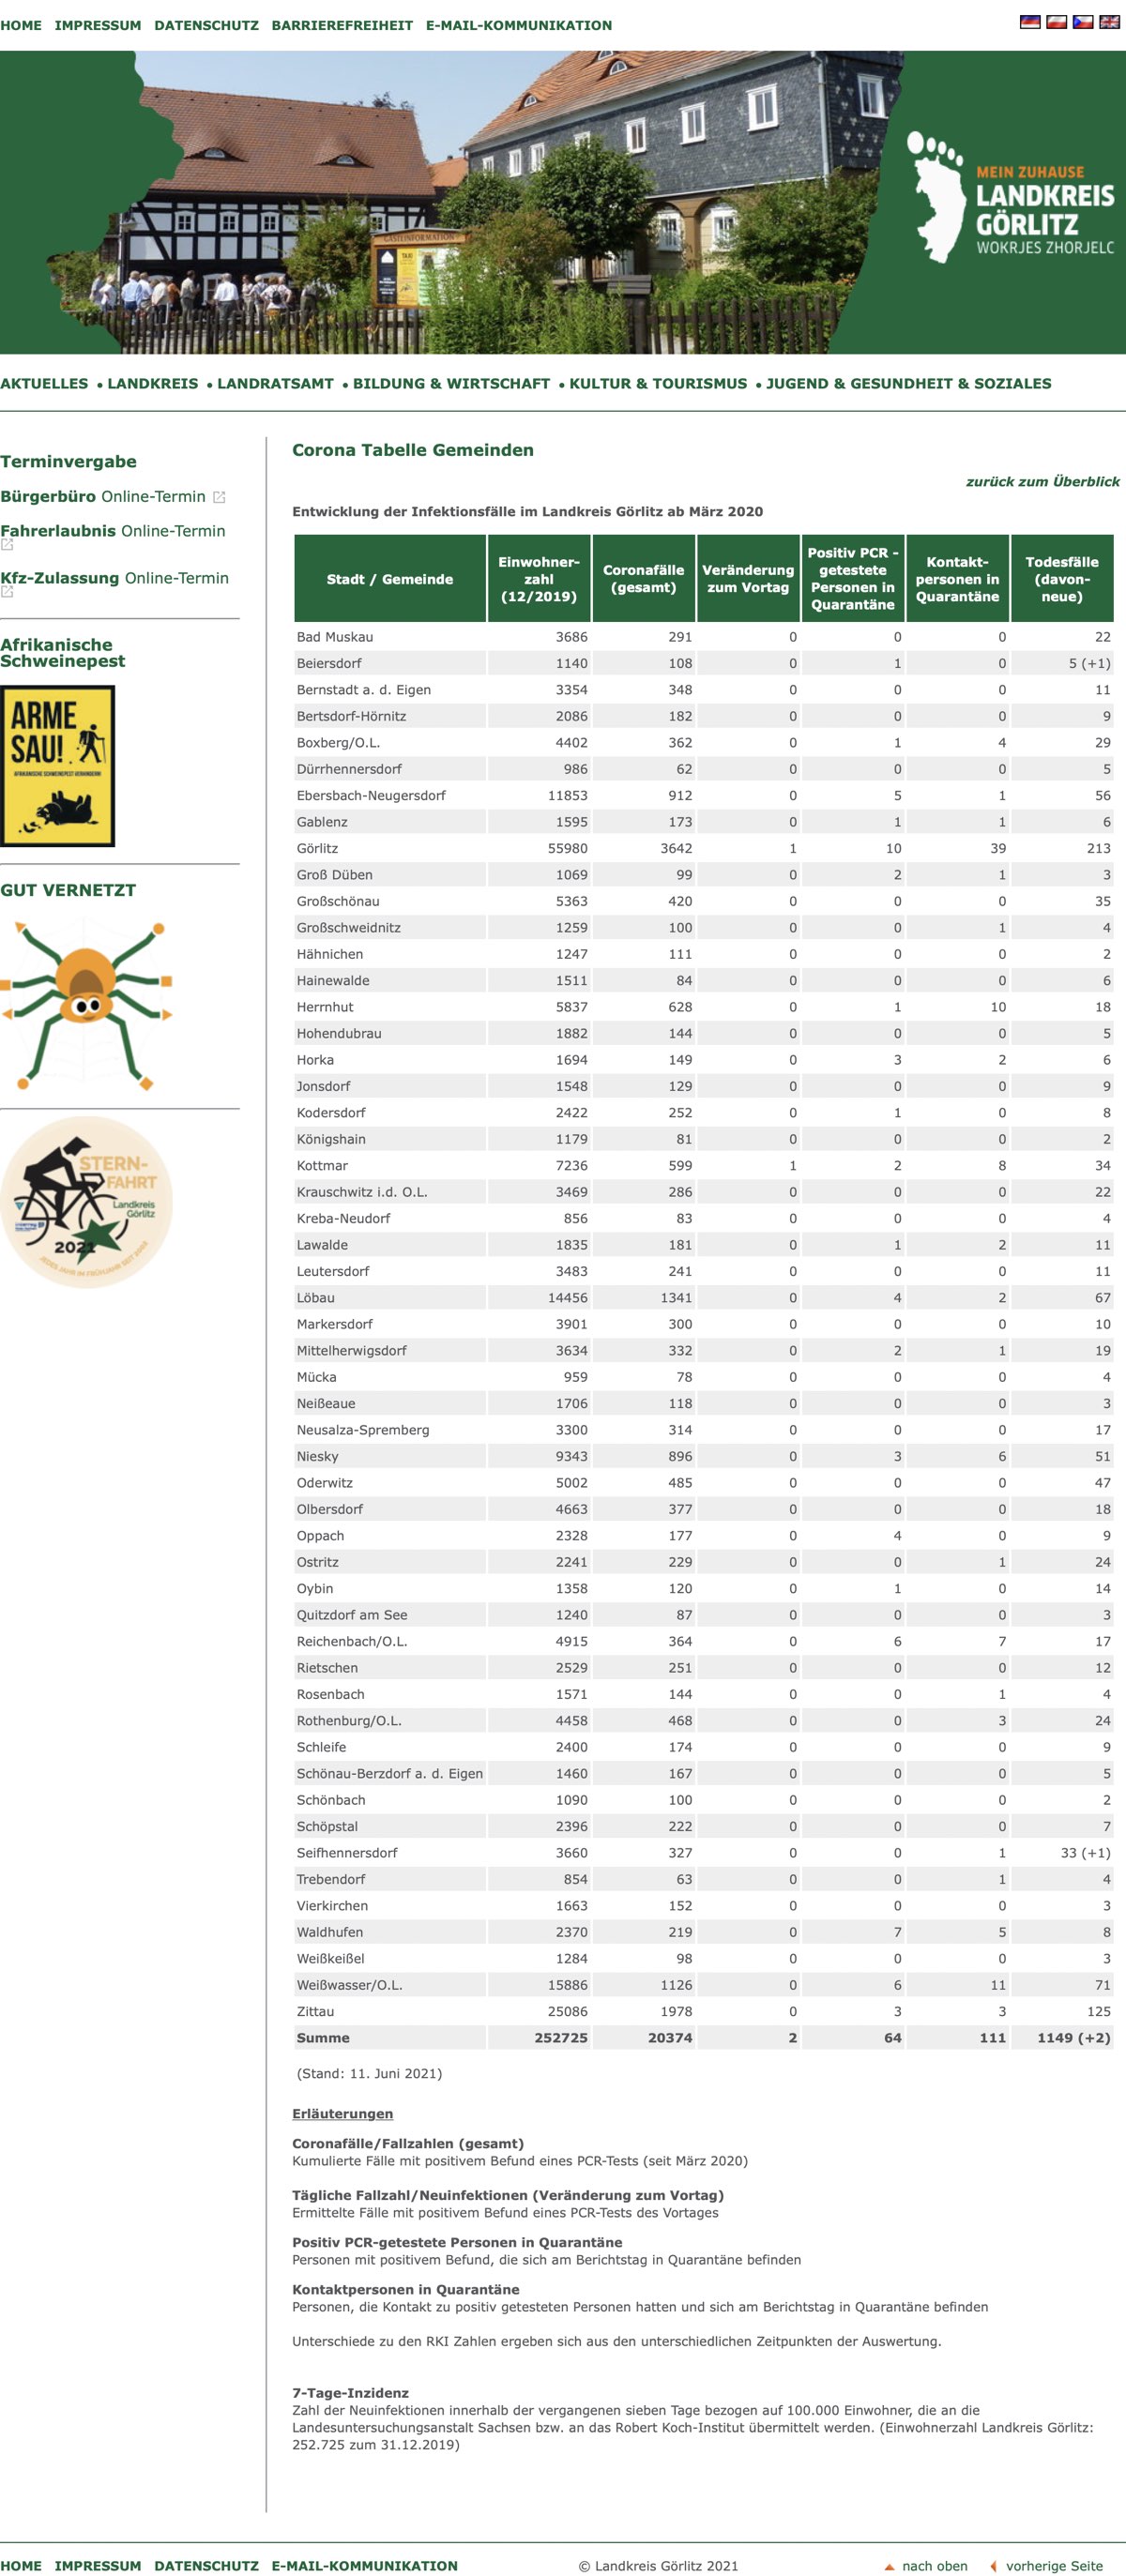 HOME IMPRESSUM DATENSCHUTZ BARRIEREFREIHEIT E-MAIL-KOMMUNIKATION
GÄSTEINFORMATION
MEIN ZUHAUSE
LANDKREIS
GÖRLITZ
WOKRJES ZHORJELC
AKTUELLES • LANDKREIS • LANDRATSAMT • BILDUNG & WIRTSCHAFT • KULTUR & TOURISMUS • JUGEND & GESUNDHEIT & SOZIALES
Terminvergabe
Bürgerbüro Online-Termin
Fahrerlaubnis Online-Termin
Kfz-Zulassung Online-Termin
Afrikanische
Schweinepest
ARME
SAU!
AFRIKANISCHE SCHWEINEPEST VERHINDERN!
GUT VERNETZT
STERN-
FAHRT
Landkreis
Görlitz
2021
Corona Tabelle Gemeinden
zurück zum Überblick
Entwicklung der Infektionsfälle im Landkreis Görlitz ab März 2020
Stadt / Gemeinde Einwohner-zahl (12/2019) Coronafälle (gesamt) Veränderung zum Vortag Positiv PCR - getestete Personen in Quarantäne Kontakt-personen in Quarantäne Todesfälle (davon-neue)
Bad Muskau 3686 291 0 0 0 22
Beiersdorf 1140 108 0 1 0 5 (+1)
Bernstadt a. d. Eigen 3354 348 0 0 0 11
Bertsdorf-Hörnitz 2086 182 0 0 0 9
Boxberg/O.L. 4402 362 0 1 4 29
Dürrhennersdorf 986 62 0 0 0 5
Ebersbach-Neugersdorf 11853 912 0 5 1 56
Gablenz 1595 173 0 1 1 6
Görlitz 55980 3642 1 10 39 213
Groß Düben 1069 99 0 2 1 3
Großschönau 5363 420 0 0 0 35
Großschweidnitz 1259 100 0 0 1 4
Hähnichen 1247 111 0 0 0 2
Hainewalde 1511 84 0 0 0 6
Herrnhut 5837 628 0 1 10 18
Hohendubrau 1882 144 0 0 0 5
Horka 1694 149 0 3 2 6
Jonsdorf 1548 129 0 0 0 9
Kodersdorf 2422 252 0 1 0 8
Königshain 1179 81 0 0 0 2
Kottmar 7236 599 1 2 8 34
Krauschwitz i.d. O.L. 3469 286 0 0 0 22
Kreba-Neudorf 856 83 0 0 0 4
Lawalde 1835 181 0 1 2 11
Leutersdorf 3483 241 0 0 0 11
Löbau 14456 1341 0 4 2 67
Markersdorf 3901 300 0 0 0 10
Mittelherwigsdorf 3634 332 0 2 1 19
Mücka 959 78 0 0 0 4
Neißeaue 1706 118 0 0 0 3
Neusalza-Spremberg 3300 314 0 0 0 17
Niesky 9343 896 0 3 6 51
Oderwitz 5002 485 0 0 0 47
Olbersdorf 4663 377 0 0 0 18
Oppach 2328 177 0 4 0 9
Ostritz 2241 229 0 0 1 24
Oybin 1358 120 0 1 0 14
Quitzdorf am See 1240 87 0 0 0 3
Reichenbach/O.L. 4915 364 0 6 7 17
Rietschen 2529 251 0 0 0 12
Rosenbach 1571 144 0 0 1 4
Rothenburg/O.L. 4458 468 0 0 3 24
Schleife 2400 174 0 0 0 9
Schönau-Berzdorf a. d. Eigen 1460 167 0 0 0 5
Schönbach 1090 100 0 0 0 2
Schöpstal 2396 222 0 0 0 7
Seifhennersdorf 3660 327 0 0 1 33 (+1)
Trebendorf 854 63 0 0 1 4
Vierkirchen 1663 152 0 0 0 3
Waldhufen 2370 219 0 7 5 8
Weißkeißel 1284 98 0 0 0 3
Weißwasser/O.L. 15886 1126 0 6 11 71
Zittau 25086 1978 0 3 3 125
Summe 252725 20374 2 64 111 1149 (+2)
(Stand: 11. Juni 2021)
Erläuterungen
Coronafälle/Fallzahlen (gesamt)
Kumulierte Fälle mit positivem Befund eines PCR-Tests (seit März 2020)
Tägliche Fallzahl/Neuinfektionen (Veränderung zum Vortag)
Ermittelte Fälle mit positivem Befund eines PCR-Tests des Vortages
Positiv PCR-getestete Personen in Quarantäne
Personen mit positivem Befund, die sich am Berichtstag in Quarantäne befinden
Kontaktpersonen in Quarantäne
Personen, die Kontakt zu positiv getesteten Personen hatten und sich am Berichtstag in Quarantäne befinden
Unterschiede zu den RKI Zahlen ergeben sich aus den unterschiedlichen Zeitpunkten der Auswertung.
7-Tage-Inzidenz
Zahl der Neuinfektionen innerhalb der vergangenen sieben Tage bezogen auf 100.000 Einwohner, die an die
Landesuntersuchungsanstalt Sachsen bzw. an das Robert Koch-Institut übermittelt werden. (Einwohnerzahl Landkreis Görlitz:
252.725 zum 31.12.2019)
HOME IMPRESSUM DATENSCHUTZ E-MAIL-KOMMUNIKATION © Landkreis Görlitz 2021 nach oben vorherige Seite